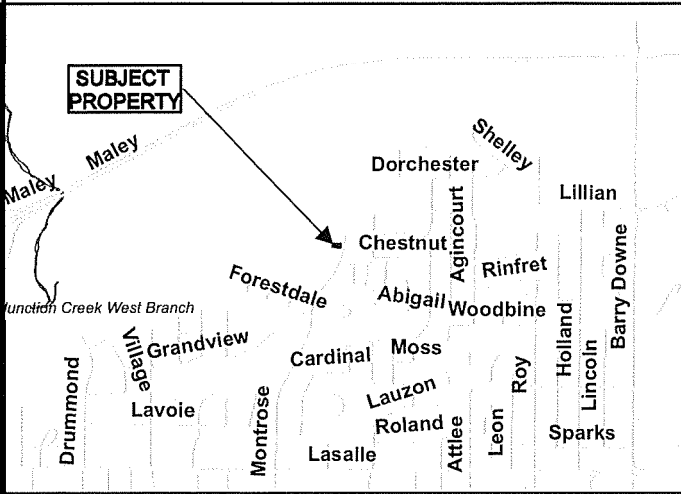 SUBJECT
PROPERTY
Shelley
Maley
Dorchester
Maley
Lillian
Agincourt
Chestnut
Barry Downe
Rinfret
Forestdale
Abigail
Woodbine
Junction Creek West Branch
Holland
Village
Grandview
Cardinal
Moss
Roy
Lincoln
Drummond
Lauzon
Lavoie
Montrose
Roland
Attlee
Leon
Sparks
Lasalle